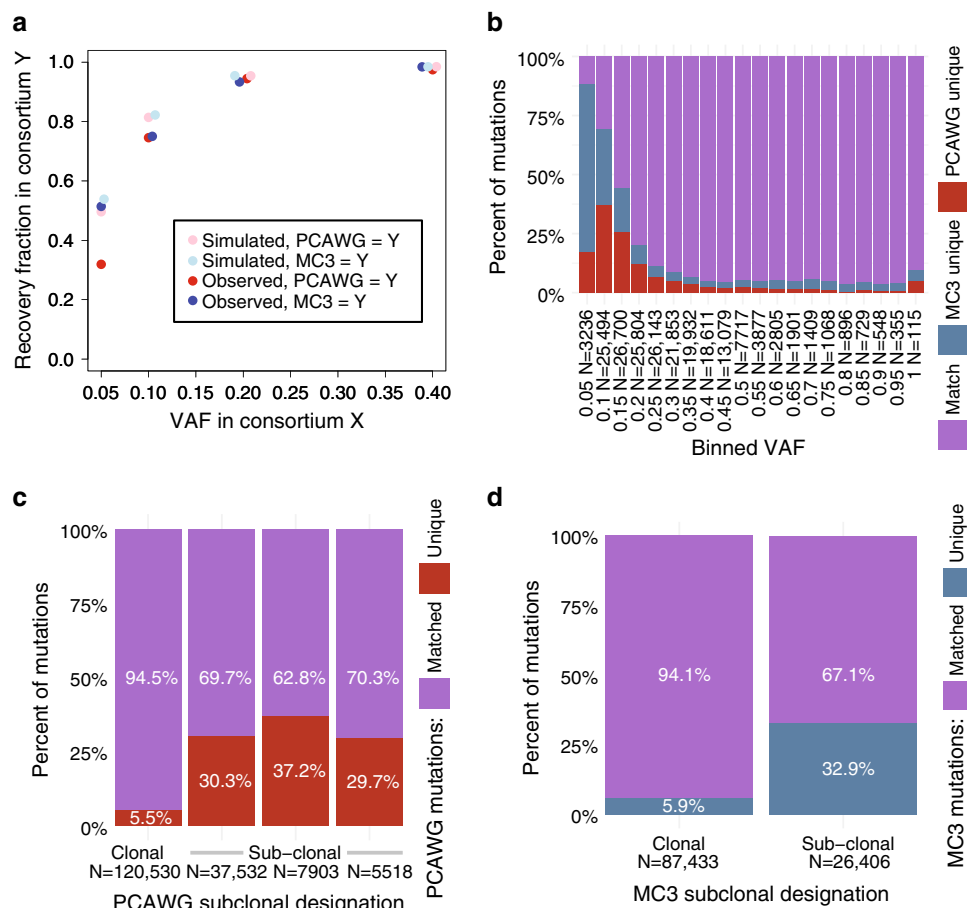 a
1.0
0.8
0.6
0.4
0.2
0.0
Recovery fraction in consortium Y
Simulated, PCAWG = Y
Simulated, MC3 = Y
Observed, PCAWG = Y
Observed, MC3 = Y
0.05
0.10
0.15
0.20
0.25
0.30
0.35
0.40
VAF in consortium X
b
100%
75%
50%
25%
0%
Percent of mutations
0.05 N=3236
0.1 N=25,494
0.15 N=26,700
0.2 N=25,804
0.25 N=26,143
0.3 N=21,853
0.35 N=19,932
0.4 N=18,611
0.45 N=13,079
0.5 N=7717
0.55 N=3877
0.6 N=2805
0.65 N=1901
0.7 N=1409
0.75 N=1068
0.8 N=896
0.85 N=729
0.9 N=548
0.95 N=355
1 N=115
Binned VAF
Match
MC3 unique
PCAWG unique
c
100%
75%
50%
25%
0%
Percent of mutations
94.5%
69.7%
62.8%
70.3%
5.5%
30.3%
37.2%
29.7%
Clonal
Sub−clonal
N=120,530
N=37,532
N=7903
N=5518
PCAWG subclonal designation
PCAWG mutations:
Matched
Unique
d
100%
75%
50%
25%
0%
Percent of mutations
94.1%
67.1%
5.9%
32.9%
Clonal
N=87,433
Sub−clonal
N=26,406
MC3 subclonal designation
MC3 mutations:
Matched
Unique